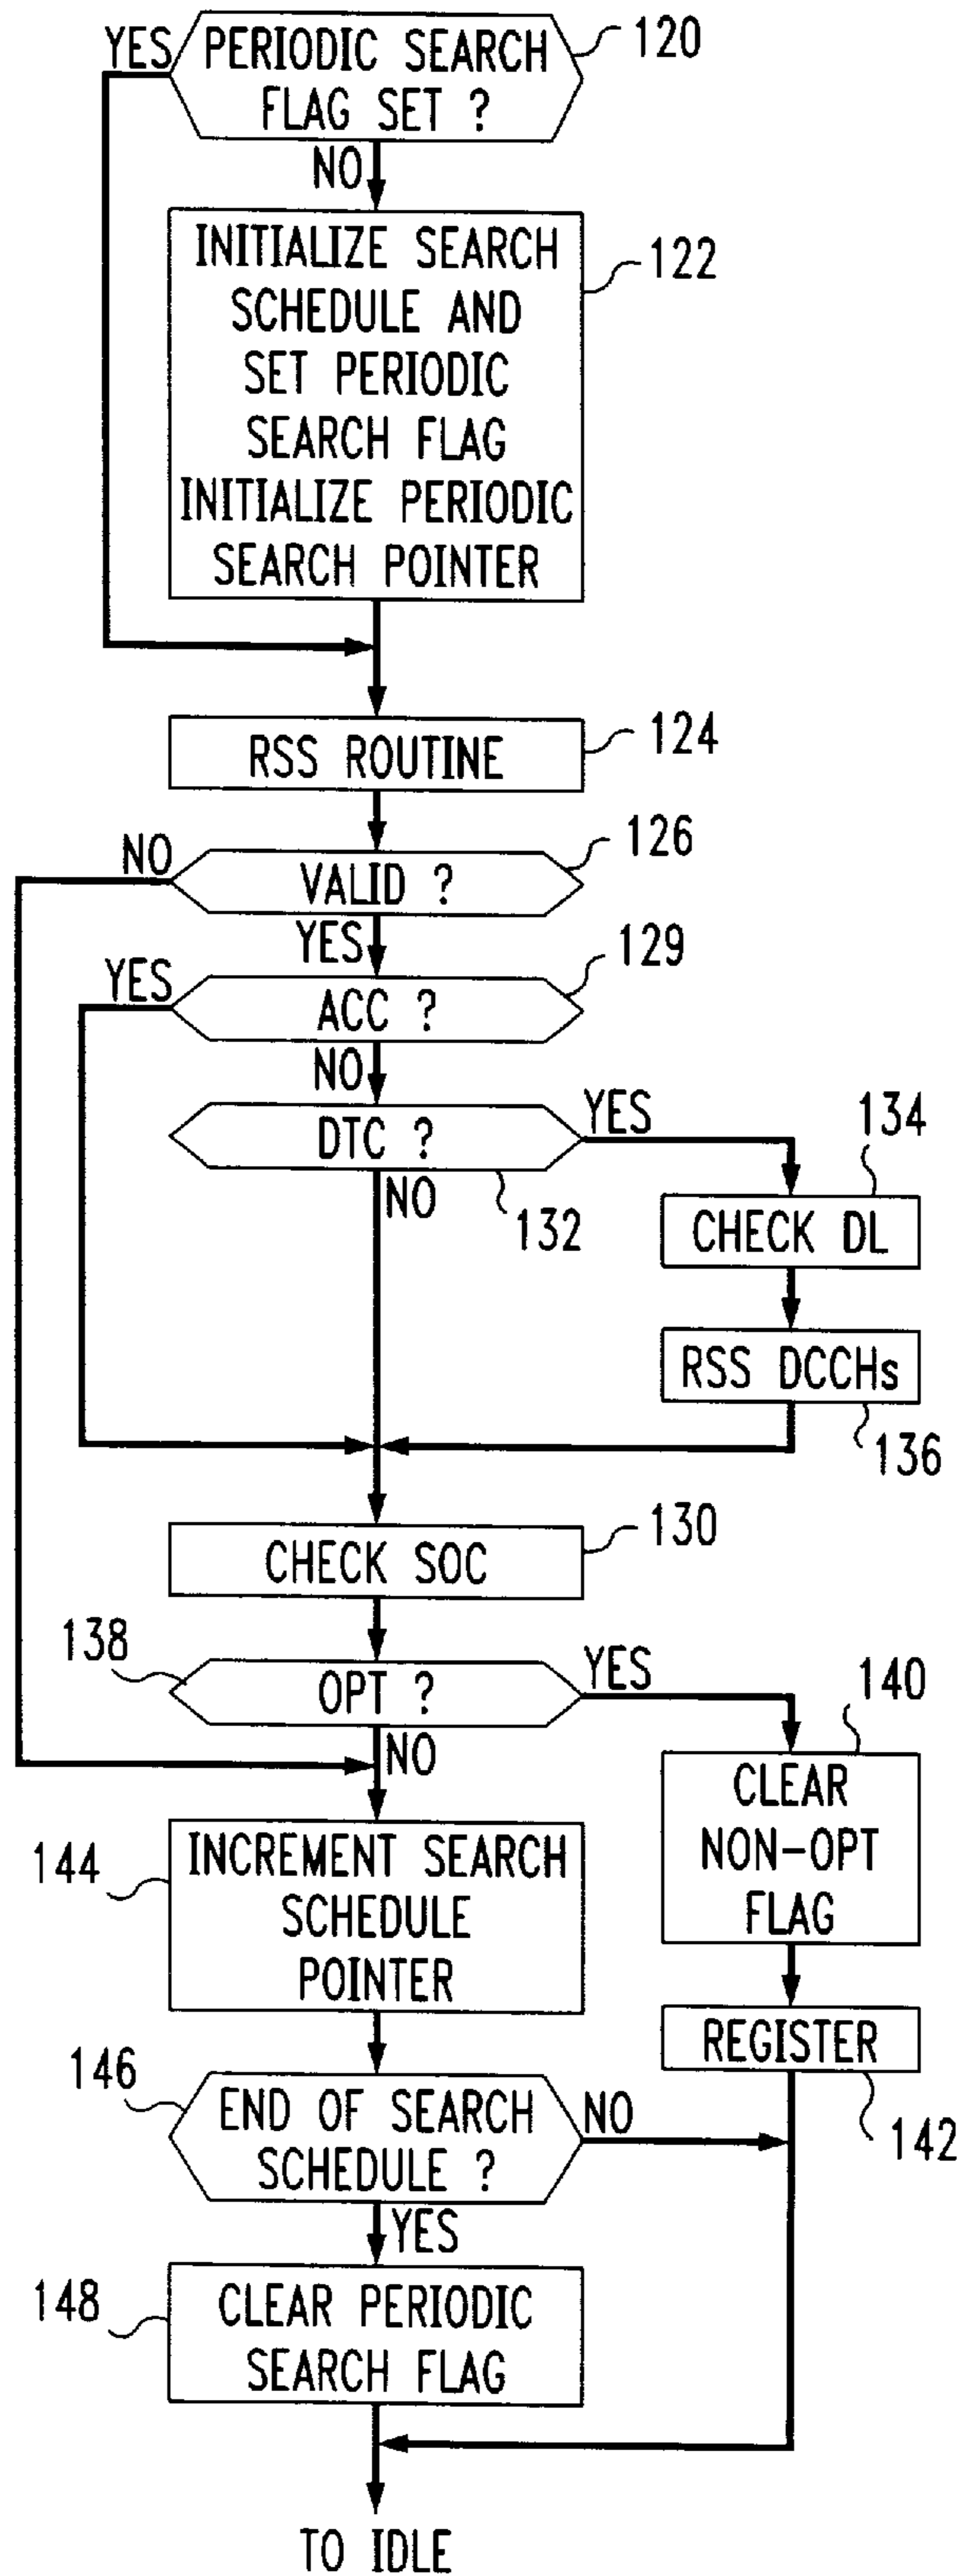 YES
PERIODIC SEARCH
FLAG SET ?
120
NO
INITIALIZE SEARCH
SCHEDULE AND
SET PERIODIC
SEARCH FLAG
INITIALIZE PERIODIC
SEARCH POINTER
122
RSS ROUTINE
124
NO
VALID ?
126
YES
YES
ACC ?
129
NO
DTC ?
YES
132
NO
134
CHECK DL
RSS DCCHs
136
CHECK SOC
130
138
OPT ?
YES
NO
140
CLEAR
NON-OPT
FLAG
144
INCREMENT SEARCH
SCHEDULE
POINTER
REGISTER
142
146
END OF SEARCH
SCHEDULE ?
NO
YES
148
CLEAR PERIODIC
SEARCH FLAG
TO IDLE